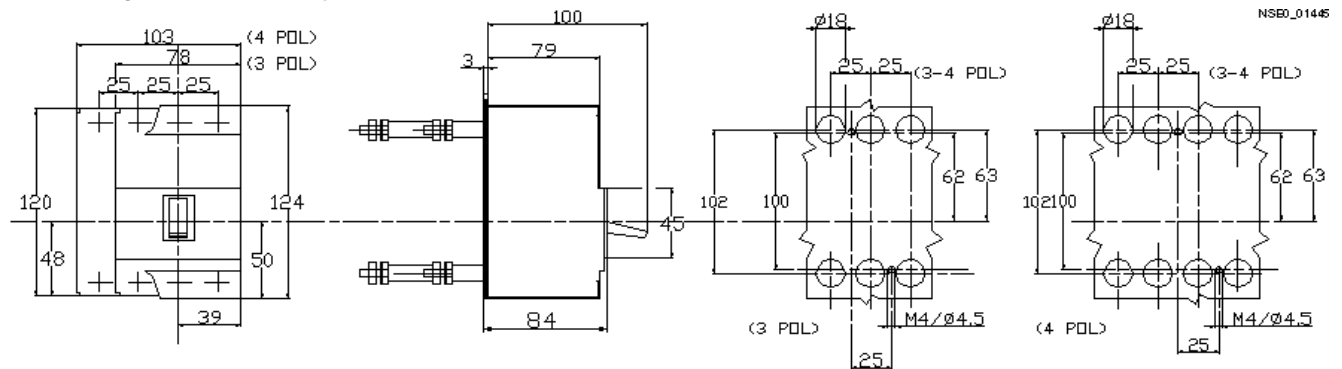 NSE0_01445
103 (4 POL)
78 (3 POL)
25 25 25
120
48
124
50
39
100
79
3
45
84
Ø18
25 25 (3-4 POL)
102
100
62
63
(3 POL)
M4/Ø4,5
25
Ø18
25 25 (3-4 POL)
102
100
62
63
(4 POL)
M4/Ø4,5
25